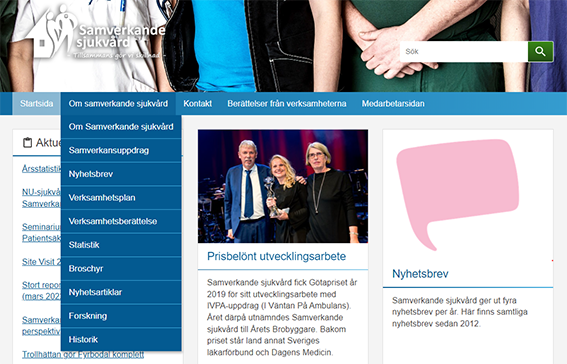 Samverkande
sjukvård
Tillsammans gör vi skillnad
Sök
Startsida
Om samverkande sjukvård
Kontakt
Berättelser från verksamheterna
Medarbetarsidan
Om Samverkande sjukvård
Samverkansuppdrag
Nyhetsbrev
Verksamhetsplan
Verksamhetsberättelse
Statistik
Broschyr
Nyhetsartiklar
Forskning
Historik
Årsstatistik
NU-sjukv
Samverka
Seminariu
Patientsäk
Site Visit 2
Stort repo
(mars 202
Samverka
perspektiv
Trollhättan Fyrbodal komplett
Prisbelönt utvecklingsarbete
Samverkande sjukvård fick Götapriset år
2019 för sitt utvecklingsarbete med
IVPA-uppdrag (I Väntan På Ambulans).
Året därpå utnämndes Samverkande
sjukvård till Årets Brobyggare. Bakom
priset står land annat Sveriges
läkarförbund och Dagens Medicin.
Nyhetsbrev
Samverkande sjukvård ger ut fyra
nyhetsbrev per år. Här finns samtliga
nyhetsbrev sedan 2012.